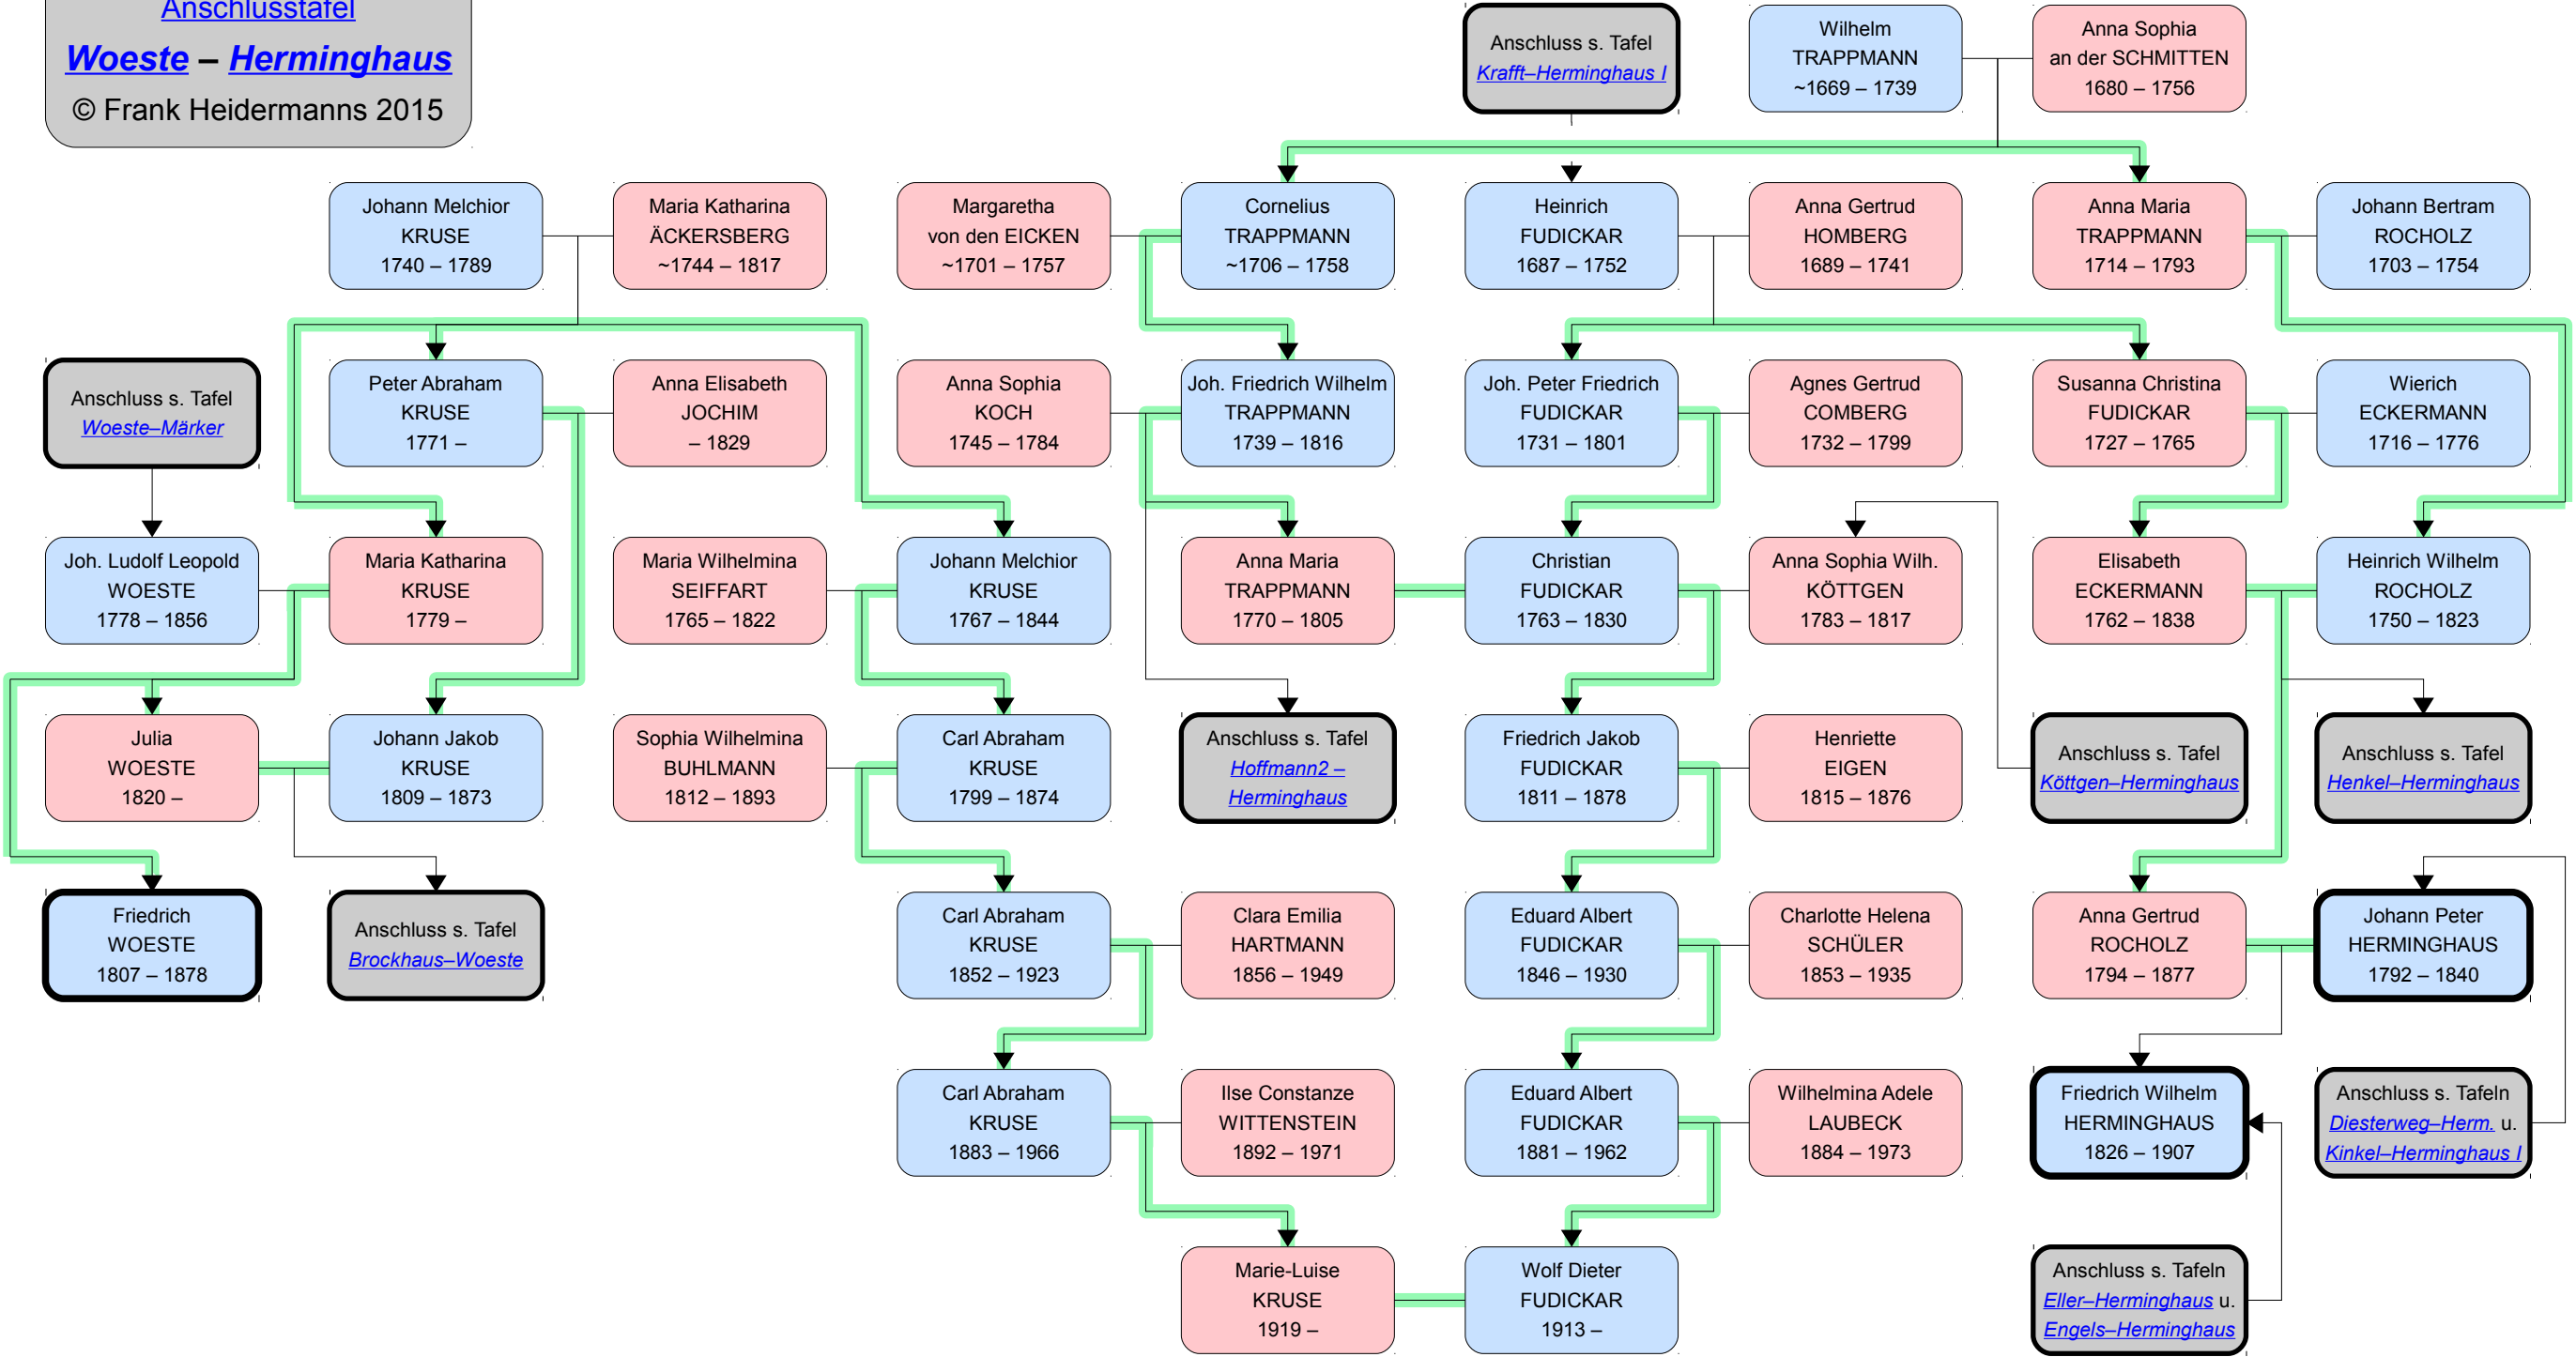 Anschlusstafel
Woeste – Herminghaus
© Frank Heidermanns 2015
Anschluss s. Tafel
Krafft–Herminghaus I
Wilhelm
TRAPPMANN
~1669 – 1739
Anna Sophia
an der SCHMITTEN
1680 – 1756
Johann Melchior
KRUSE
1740 – 1789
Maria Katharina
ÄCKERSBERG
~1744 – 1817
Margaretha
von den EICKEN
~1701 – 1757
Cornelius
TRAPPMANN
~1706 – 1758
Heinrich
FUDICKAR
1687 – 1752
Anna Gertrud
HOMBERG
1689 – 1741
Anna Maria
TRAPPMANN
1714 – 1793
Johann Bertram
ROCHOLZ
1703 – 1754
Anschluss s. Tafel
Woeste–Märker
Peter Abraham
KRUSE
1771 –
Anna Elisabeth
JOCHIM
– 1829
Anna Sophia
KOCH
1745 – 1784
Joh. Friedrich Wilhelm
TRAPPMANN
1739 – 1816
Joh. Peter Friedrich
FUDICKAR
1731 – 1801
Agnes Gertrud
COMBERG
1732 – 1799
Susanna Christina
FUDICKAR
1727 – 1765
Wierich
ECKERMANN
1716 – 1776
Joh. Ludolf Leopold
WOESTE
1778 – 1856
Maria Katharina
KRUSE
1779 –
Maria Wilhelmina
SEIFFART
1765 – 1822
Johann Melchior
KRUSE
1767 – 1844
Anna Maria
TRAPPMANN
1770 – 1805
Christian
FUDICKAR
1763 – 1830
Anna Sophia Wilh.
KÖTTGEN
1783 – 1817
Elisabeth
ECKERMANN
1762 – 1838
Heinrich Wilhelm
ROCHOLZ
1750 – 1823
Julia
WOESTE
1820 –
Johann Jakob
KRUSE
1809 – 1873
Sophia Wilhelmina
BUHLMANN
1812 – 1893
Carl Abraham
KRUSE
1799 – 1874
Anschluss s. Tafel
Hoffmann2 –
Herminghaus
Friedrich Jakob
FUDICKAR
1811 – 1878
Henriette
EIGEN
1815 – 1876
Anschluss s. Tafel
Köttgen–Herminghaus
Anschluss s. Tafel
Henkel–Herminghaus
Friedrich
WOESTE
1807 – 1878
Anschluss s. Tafel
Brockhaus–Woeste
Carl Abraham
KRUSE
1852 – 1923
Clara Emilia
HARTMANN
1856 – 1949
Eduard Albert
FUDICKAR
1846 – 1930
Charlotte Helena
SCHÜLER
1853 – 1935
Anna Gertrud
ROCHOLZ
1794 – 1877
Johann Peter
HERMINGHAUS
1792 – 1840
Carl Abraham
KRUSE
1883 – 1966
Ilse Constanze
WITTENSTEIN
1892 – 1971
Eduard Albert
FUDICKAR
1881 – 1962
Wilhelmina Adele
LAUBECK
1884 – 1973
Friedrich Wilhelm
HERMINGHAUS
1826 – 1907
Anschluss s. Tafeln
Diesterweg–Herm. u.
Kinkel–Herminghaus I
Marie-Luise
KRUSE
1919 –
Wolf Dieter
FUDICKAR
1913 –
Anschluss s. Tafeln
Eller–Herminghaus u.
Engels–Herminghaus